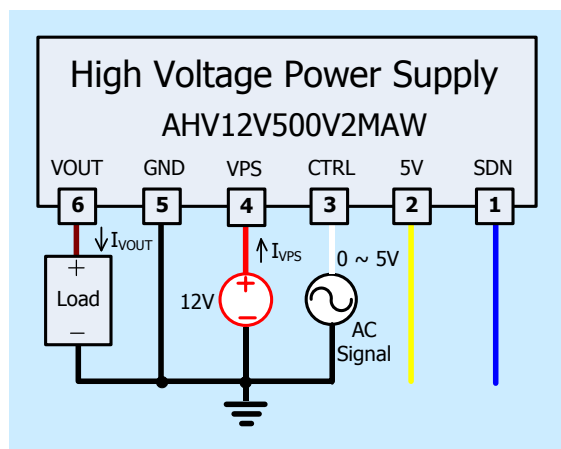 High Voltage Power Supply
AHV12V500V2MAW
VOUT GND VPS CTRL 5V SDN
6 5 4 3 2 1
↓IVOUT ↑IVPS 0 ~ 5V
+ +
Load 12V
− −
AC
Signal